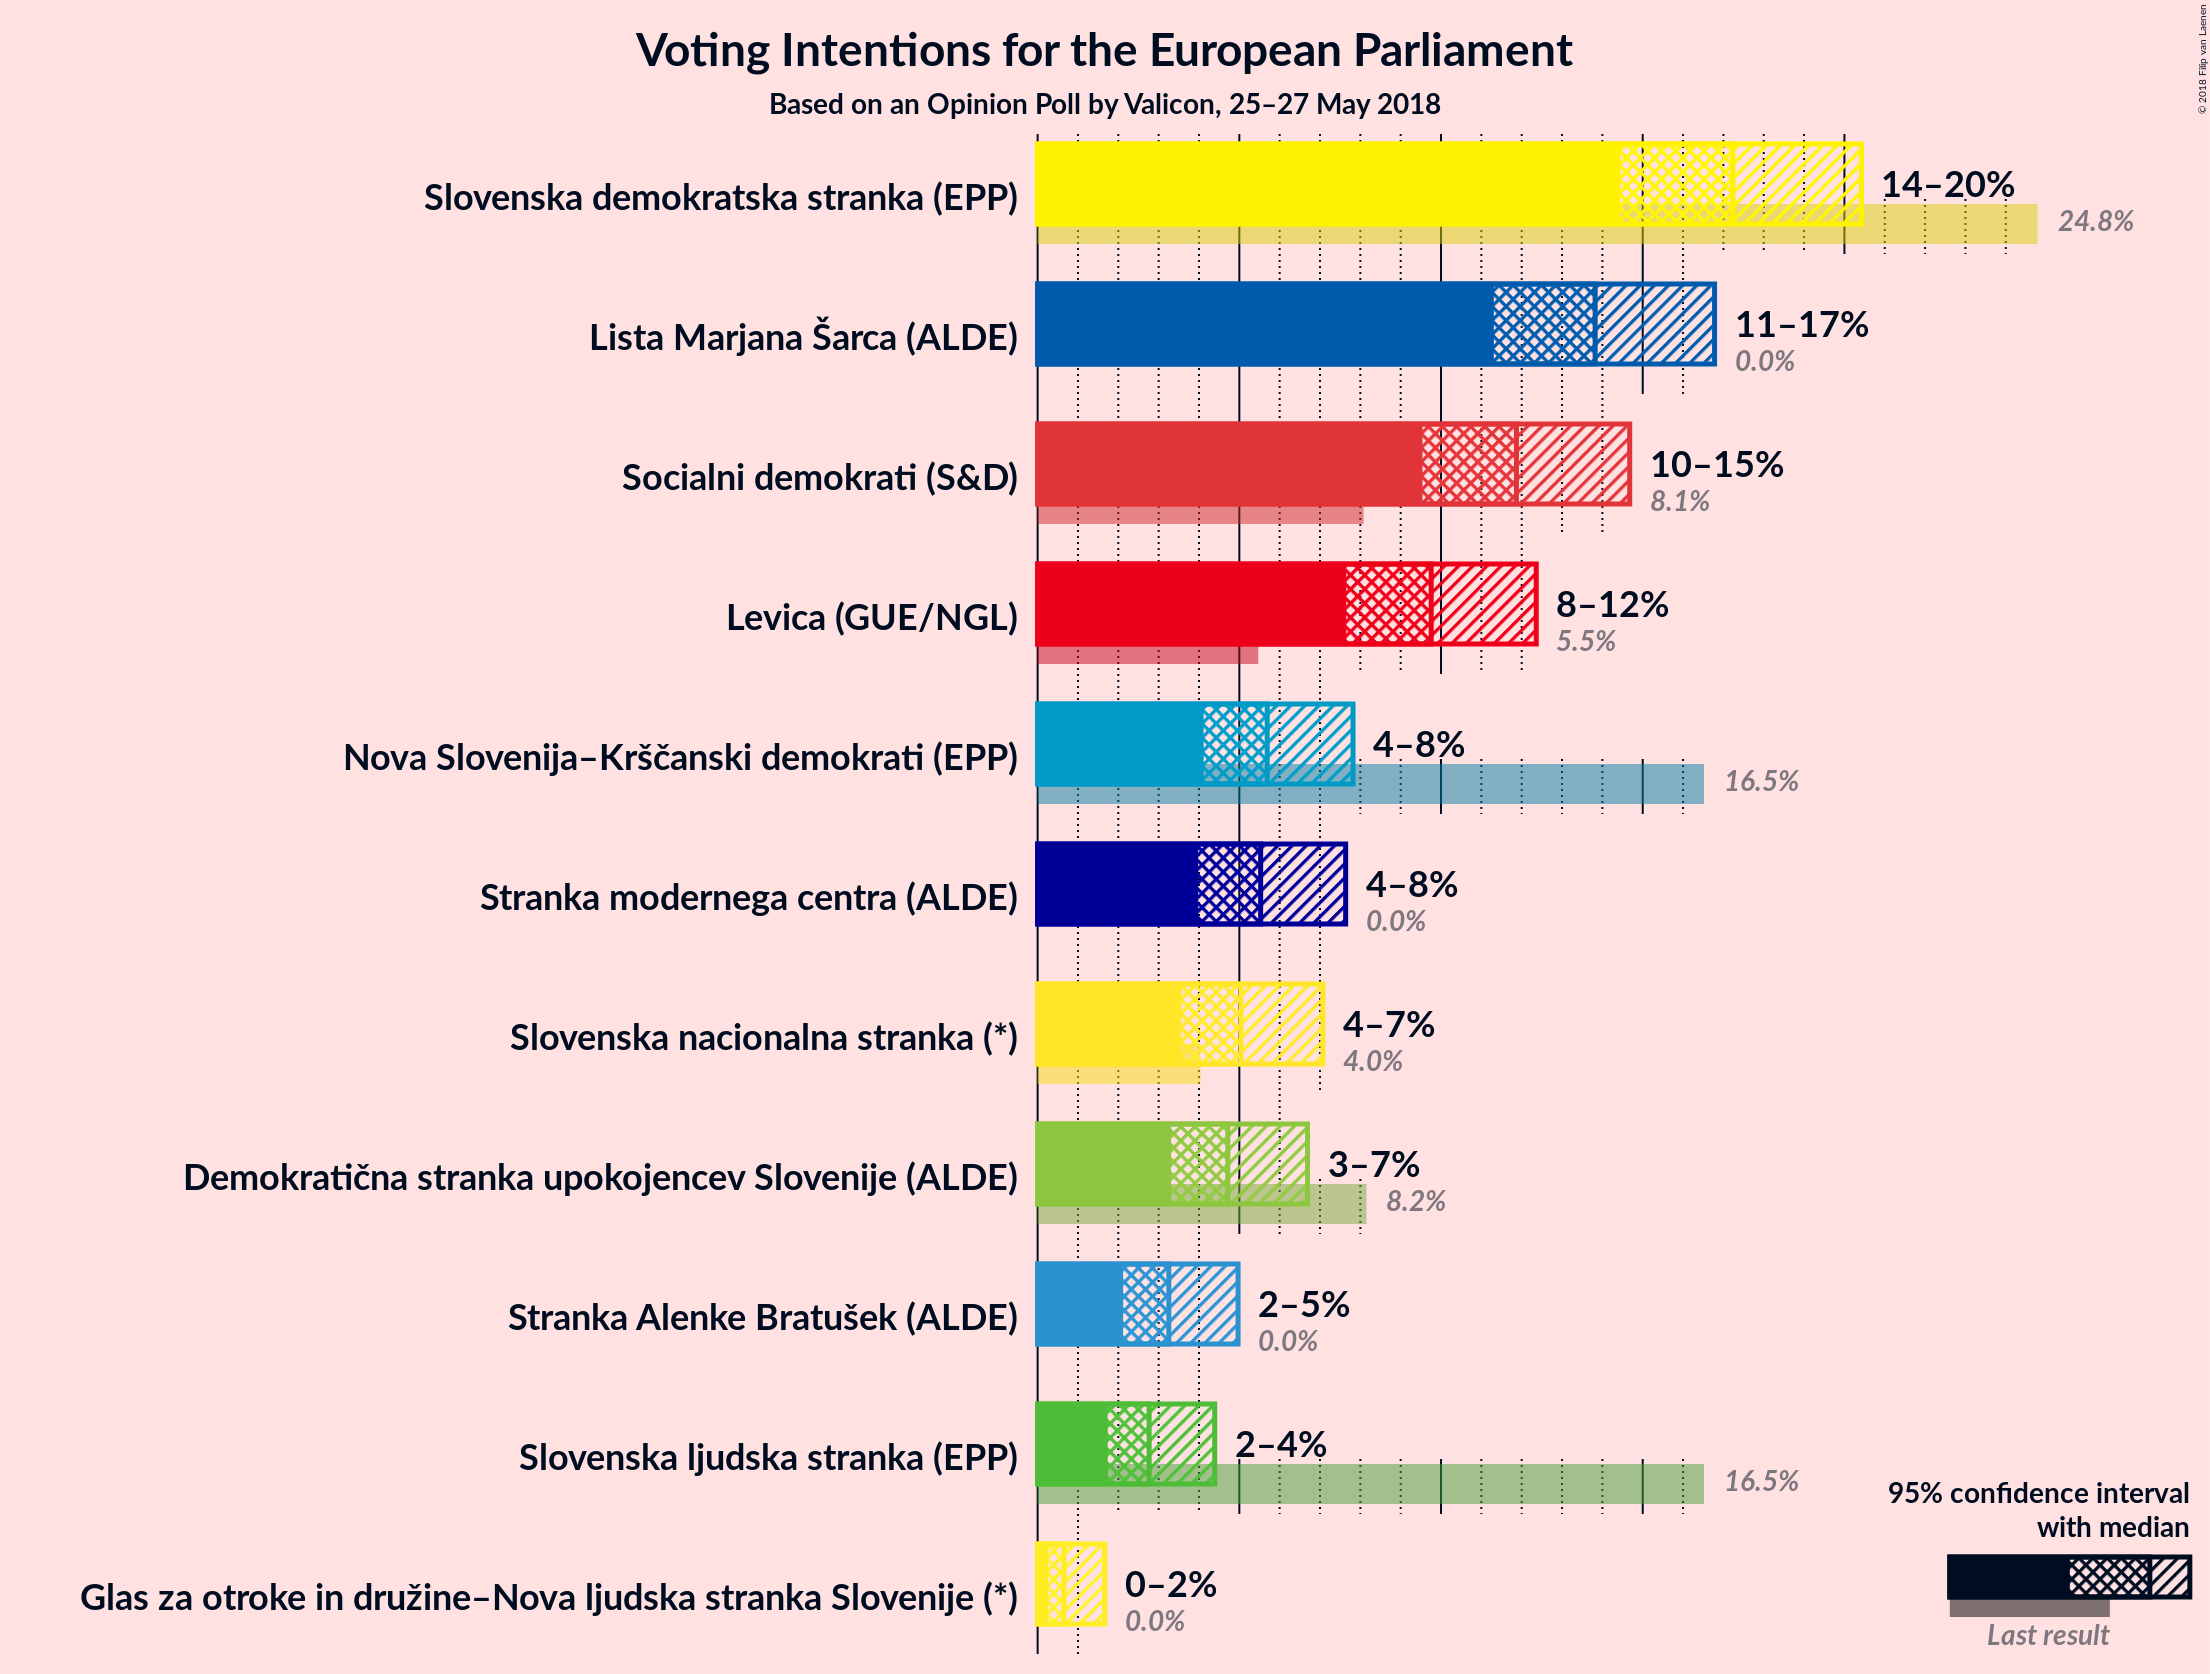 Voting Intentions for the European Parliament
Based on an Opinion Poll by Valicon, 25–27 May 2018
© 2018 Filip van Laenen
Slovenska demokratska stranka (EPP)
14–20%
24.8%
Lista Marjana Šarca (ALDE)
11–17%
0.0%
Socialni demokrati (S&D)
10–15%
8.1%
Levica (GUE/NGL)
8–12%
5.5%
Nova Slovenija–Krščanski demokrati (EPP)
4–8%
16.5%
Stranka modernega centra (ALDE)
4–8%
0.0%
Slovenska nacionalna stranka (*)
4–7%
4.0%
Demokratična stranka upokojencev Slovenije (ALDE)
3–7%
8.2%
Stranka Alenke Bratušek (ALDE)
2–5%
0.0%
Slovenska ljudska stranka (EPP)
2–4%
16.5%
Glas za otroke in družine–Nova ljudska stranka Slovenije (*)
0–2%
0.0%
95% confidence interval
with median
Last result